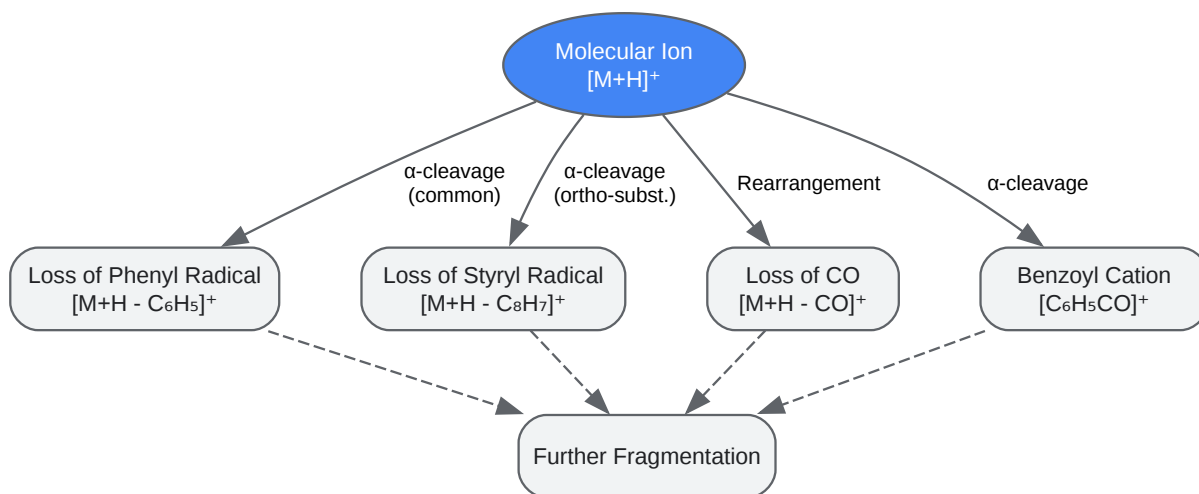 Molecular Ion
[M+H]⁺
α-cleavage
(common)
α-cleavage
(ortho-subst.)
Rearrangement
α-cleavage
Loss of Phenyl Radical
[M+H - C₆H₅]⁺
Loss of Styryl Radical
[M+H - C₈H₇]⁺
Loss of CO
[M+H - CO]⁺
Benzoyl Cation
[C₆H₅CO]⁺
Further Fragmentation